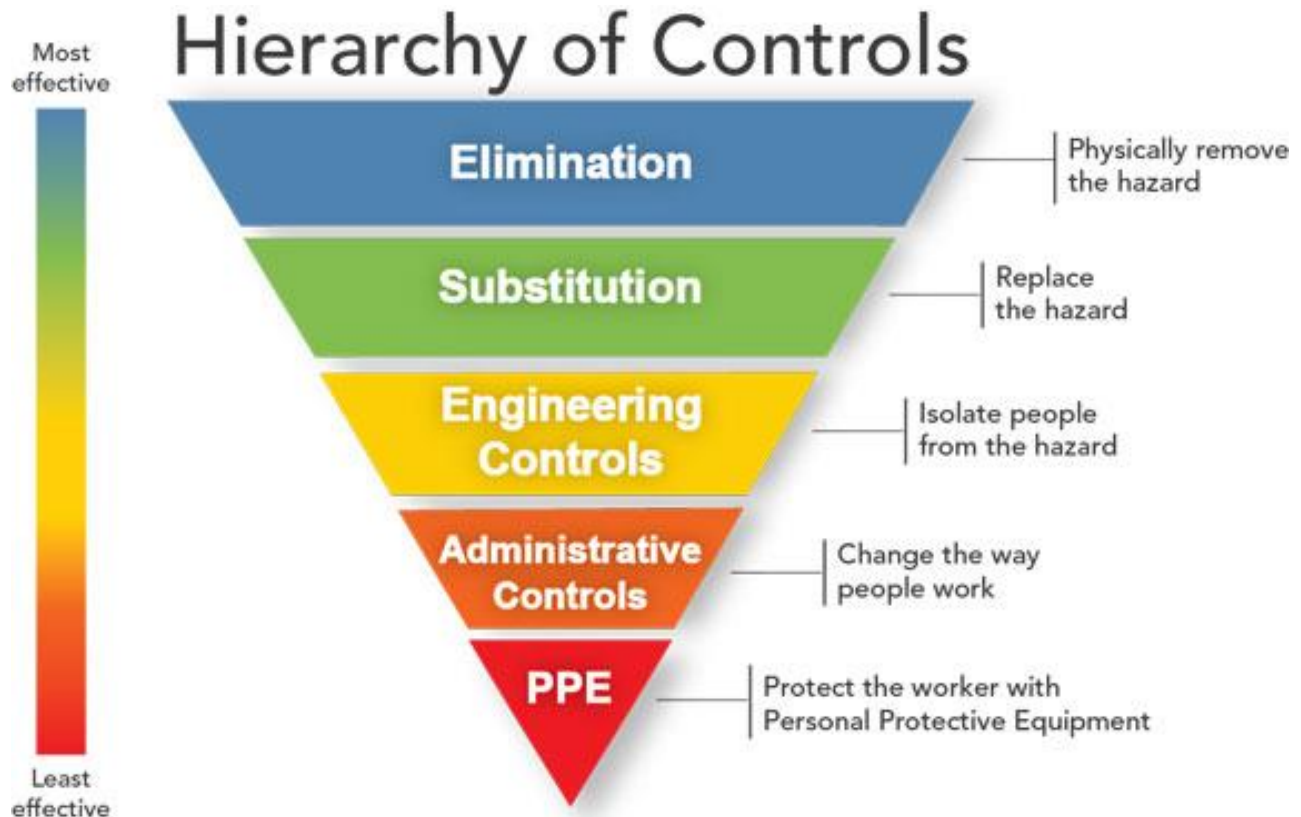 Hierarchy of Controls
Most
effective
Elimination
Physically remove
the hazard
Substitution
Replace
the hazard
Engineering
Controls
Isolate people
from the hazard
Administrative
Controls
Change the way
people work
PPE
Protect the worker with
Personal Protective Equipment
Least
effective